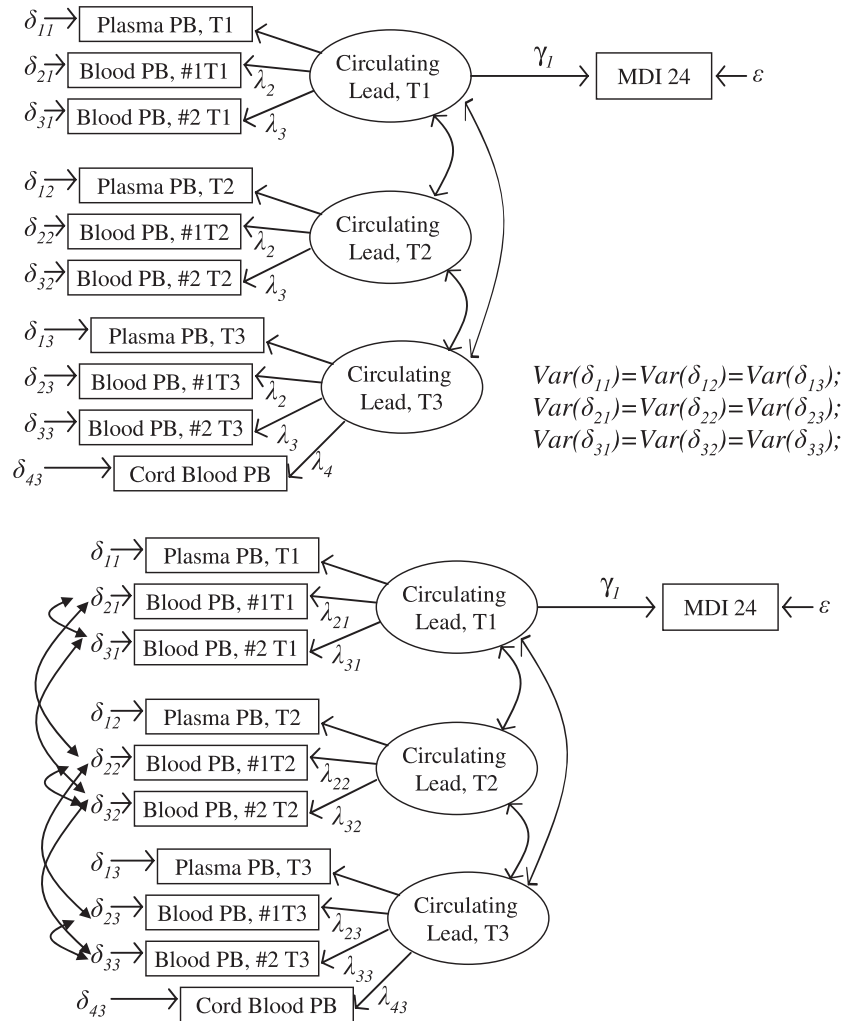 δ₁₁ Plasma PB, T1
δ₂₁ Blood PB, #1T1 λ₂
δ₃₁ Blood PB, #2 T1 λ₃
Circulating
Lead, T1
γ₁
MDI 24 ε
δ₁₂ Plasma PB, T2
δ₂₂ Blood PB, #1T2 λ₂
δ₃₂ Blood PB, #2 T2 λ₃
Circulating
Lead, T2
δ₁₃ Plasma PB, T3
δ₂₃ Blood PB, #1T3 λ₂
δ₃₃ Blood PB, #2 T3 λ₃
δ₄₃ Cord Blood PB λ₄
Circulating
Lead, T3
Var(δ₁₁)=Var(δ₁₂)=Var(δ₁₃);
Var(δ₂₁)=Var(δ₂₂)=Var(δ₂₃);
Var(δ₃₁)=Var(δ₃₂)=Var(δ₃₃);
δ₁₁ Plasma PB, T1
δ₂₁ Blood PB, #1T1 λ₂₁
δ₃₁ Blood PB, #2 T1 λ₃₁
Circulating
Lead, T1
γ₁
MDI 24 ε
δ₁₂ Plasma PB, T2
δ₂₂ Blood PB, #1T2 λ₂₂
δ₃₂ Blood PB, #2 T2 λ₃₂
Circulating
Lead, T2
δ₁₃ Plasma PB, T3
δ₂₃ Blood PB, #1T3 λ₂₃
δ₃₃ Blood PB, #2 T3 λ₃₃
δ₄₃ Cord Blood PB λ₄₃
Circulating
Lead, T3